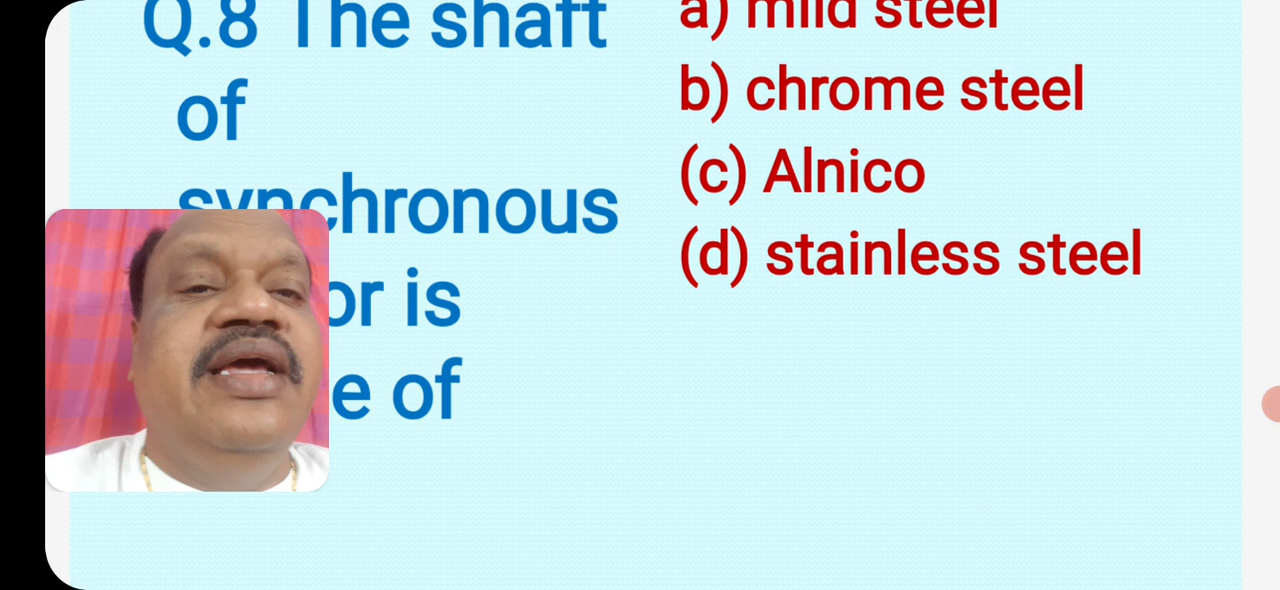 Q.8 The shaft
of
synchronous
or is
e of
a) mild steel
b) chrome steel
(c) Alnico
(d) stainless steel